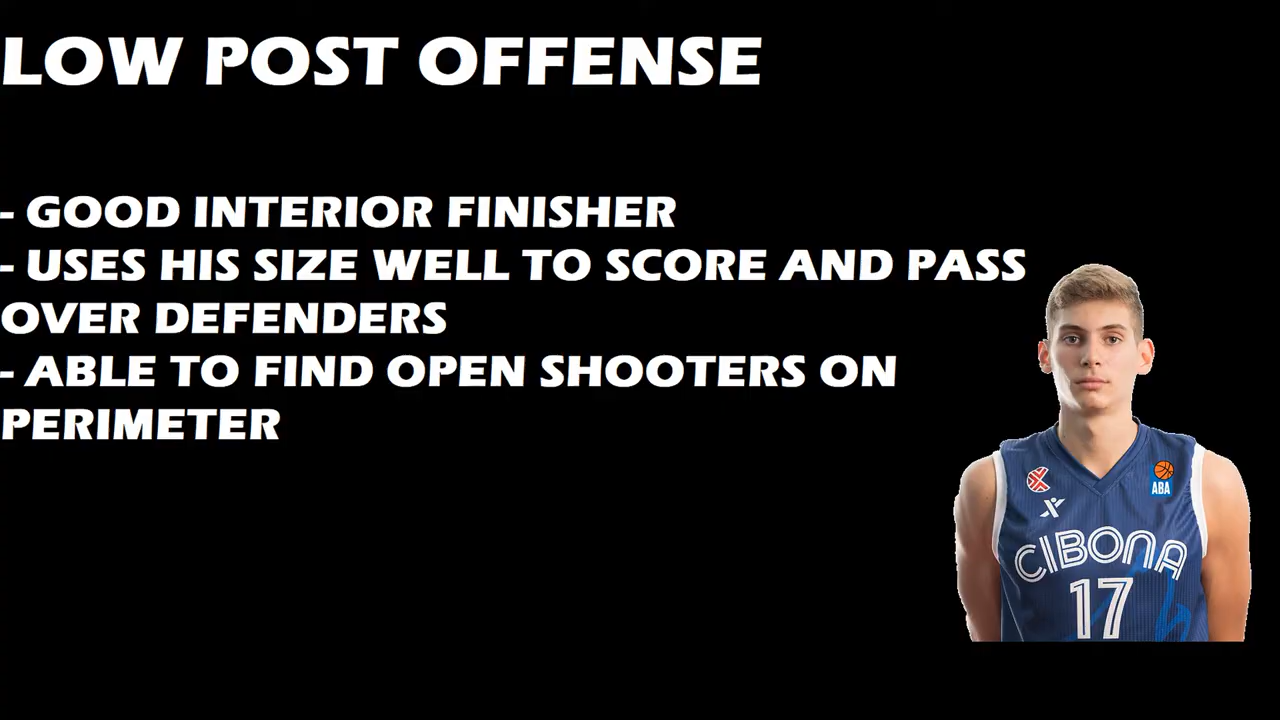 LOW POST OFFENSE
- GOOD INTERIOR FINISHER
- USES HIS SIZE WELL TO SCORE AND PASS
OVER DEFENDERS
- ABLE TO FIND OPEN SHOOTERS ON
PERIMETER
ABA
CIBONA
17